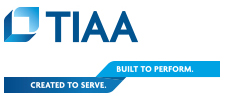 TIAA
BUILT TO PERFORM.
CREATED TO SERVE.